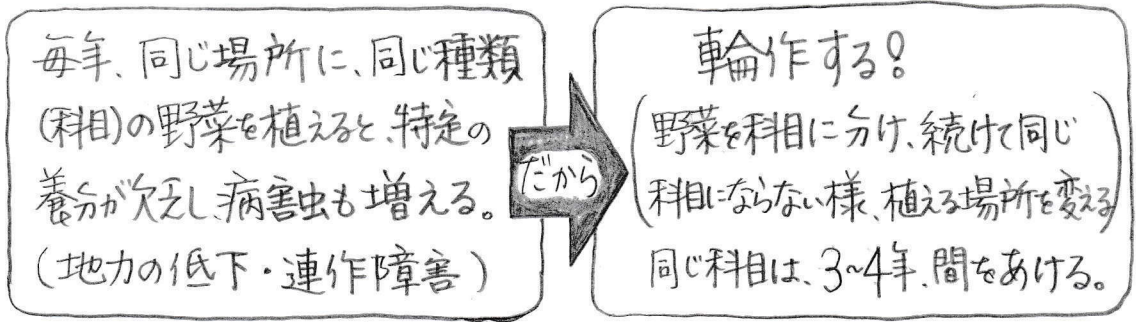 毎年、同じ場所に、同じ種類
(科目)の野菜を植えると、特定の
養分が欠乏し、病害虫も増える。
(地力の低下・連作障害)
だから
輪作する!
(野菜を科目に分け、続けて同じ
科目にならない様、植える場所を変える)
同じ科目は、3~4年、間をあける。